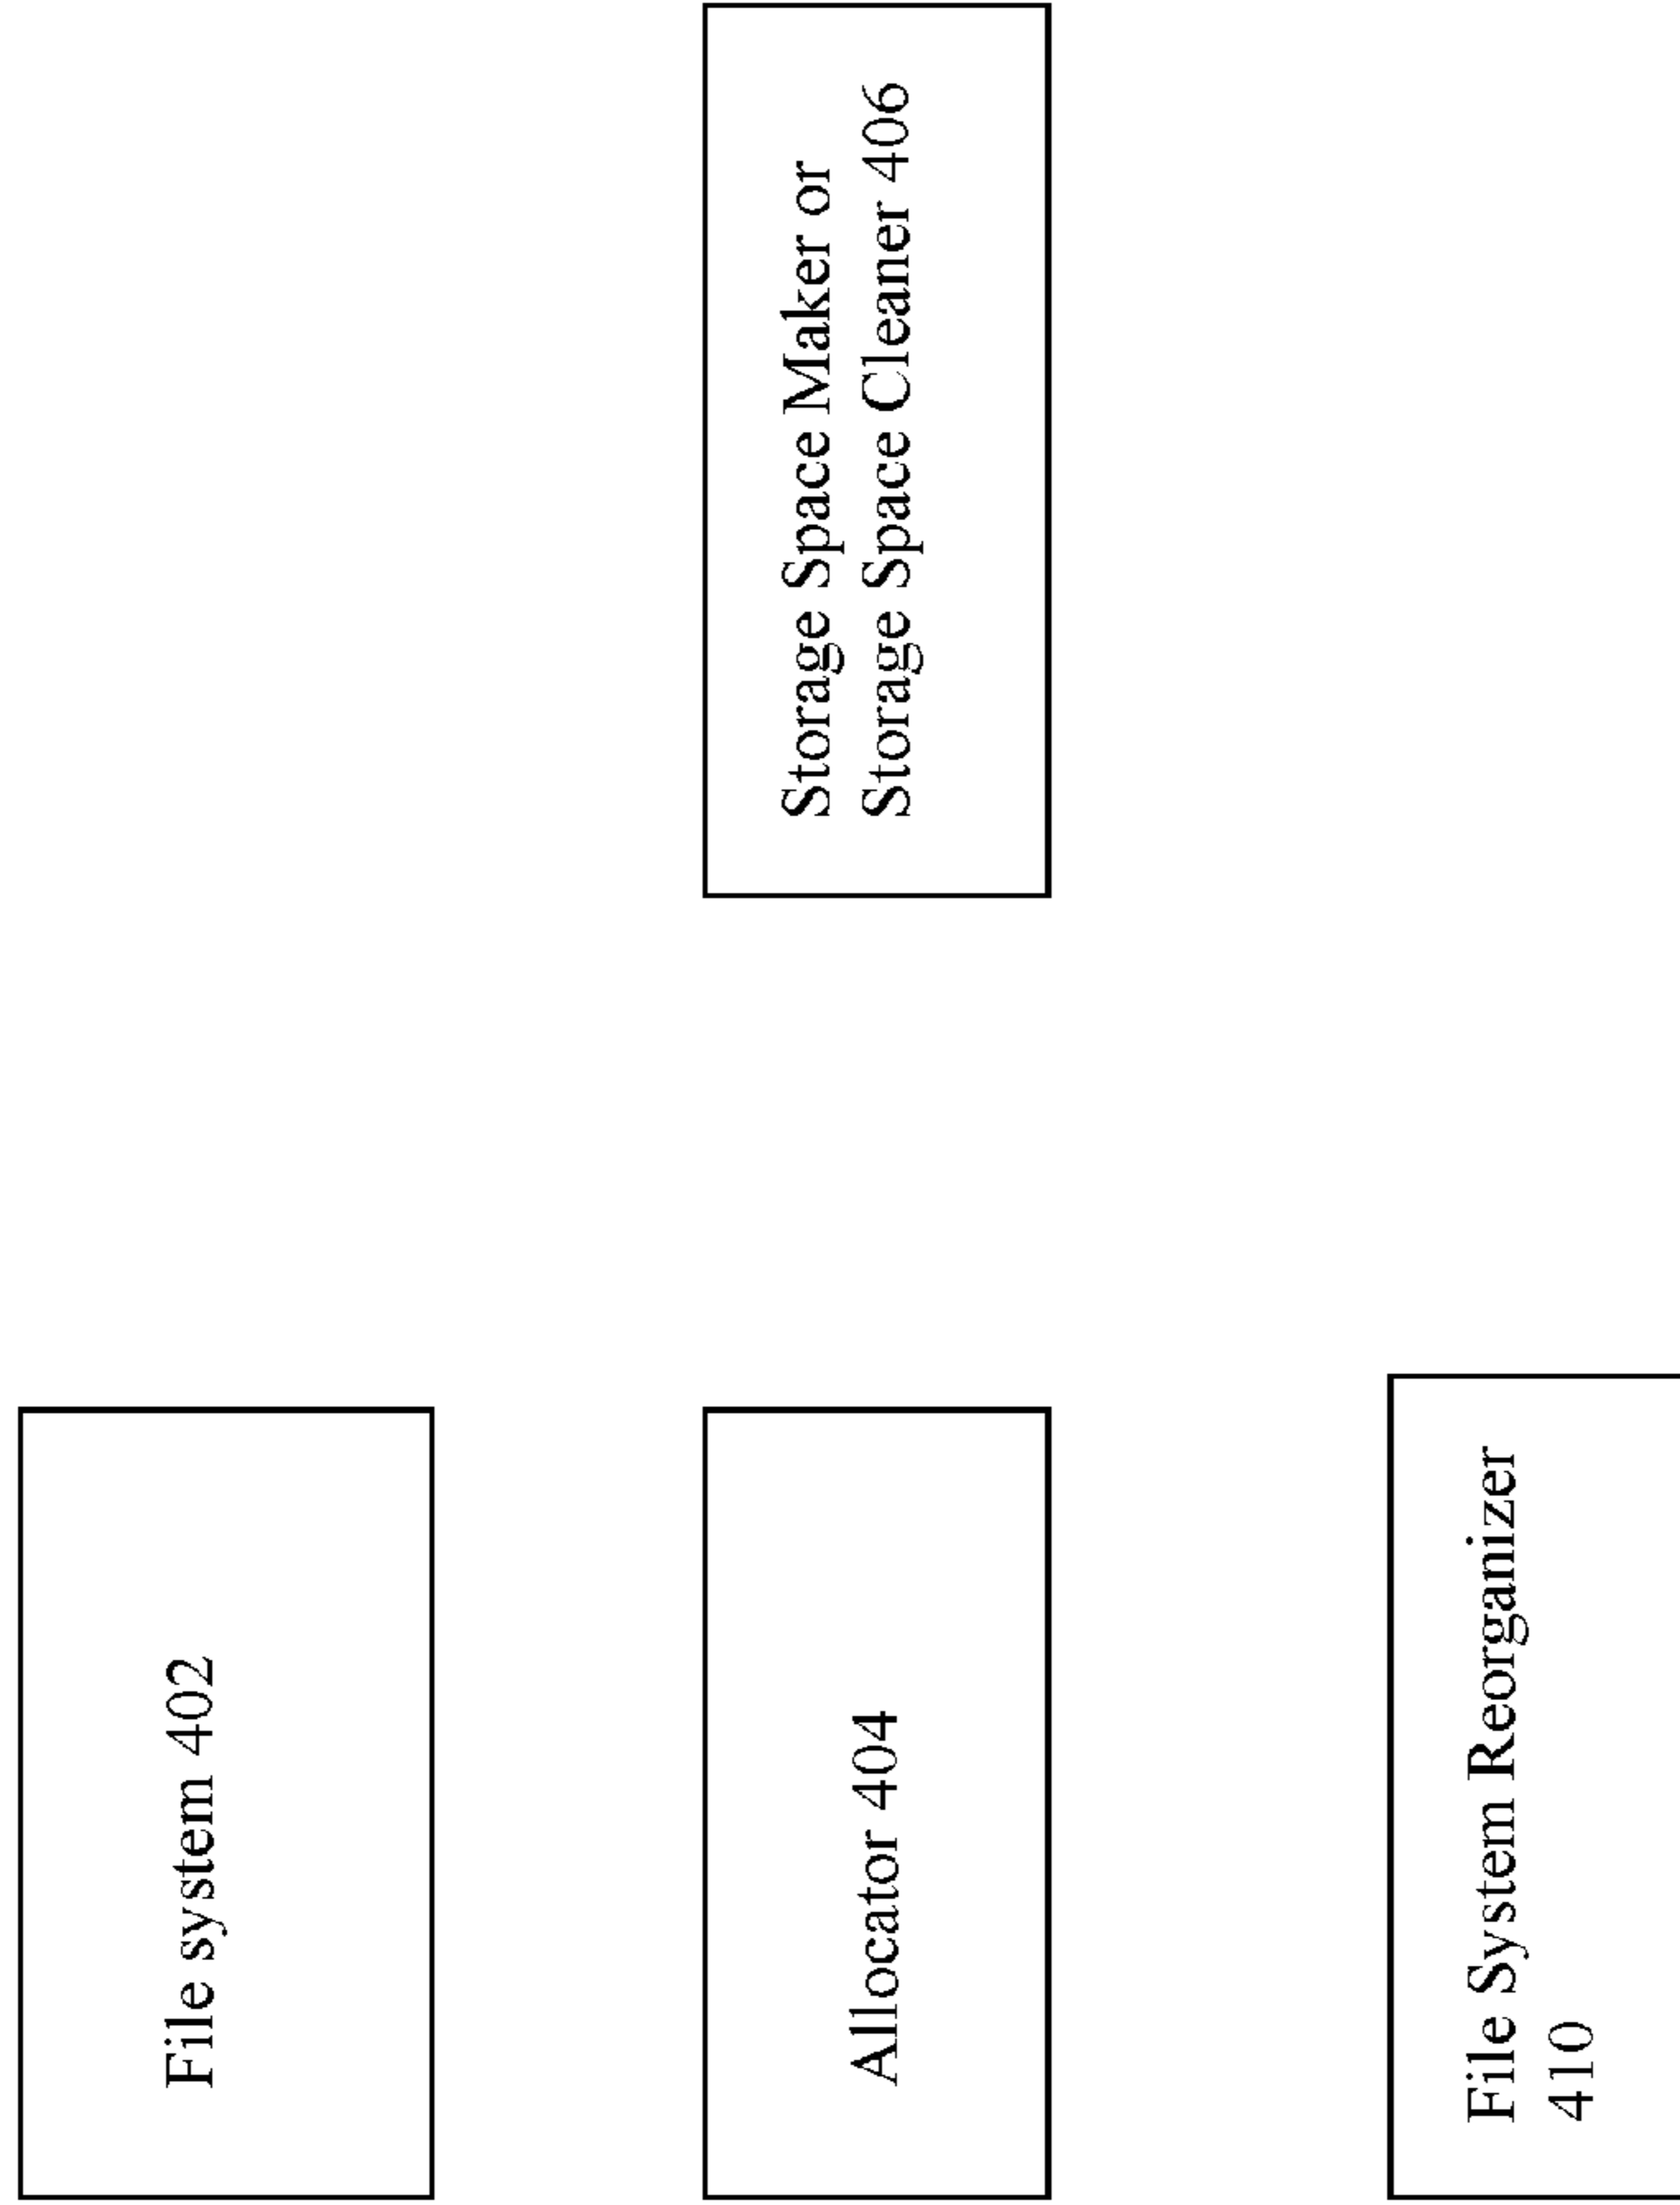 File system 402
Allocator 404
Storage Space Maker or
Storage Space Cleaner 406
File System Reorganizer
410